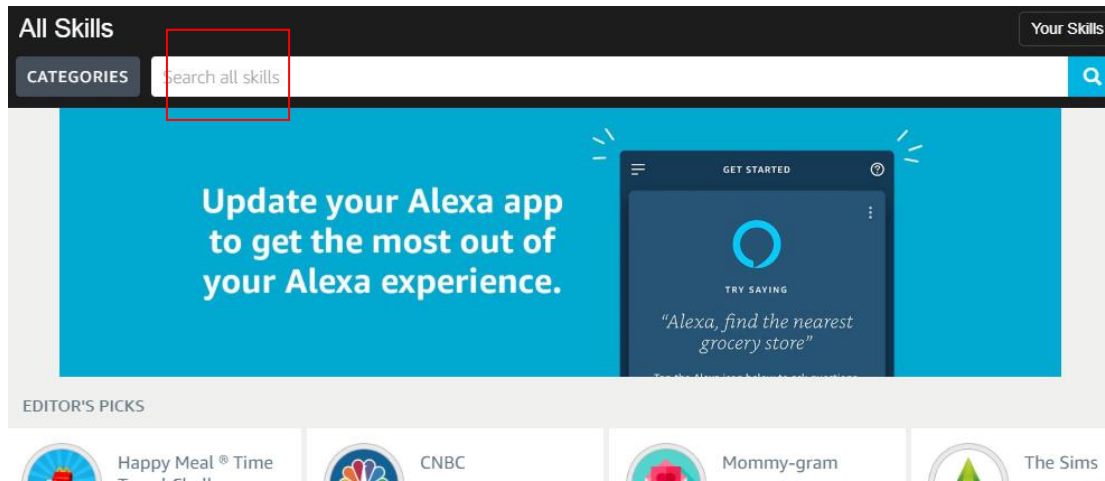 All Skills
Your Skills
CATEGORIES
Search all skills
Update your Alexa app
to get the most out of
your Alexa experience.
GET STARTED
TRY SAYING
“Alexa, find the nearest
grocery store”
EDITOR'S PICKS
Happy Meal ® Time
CNBC
Mommy-gram
The Sims